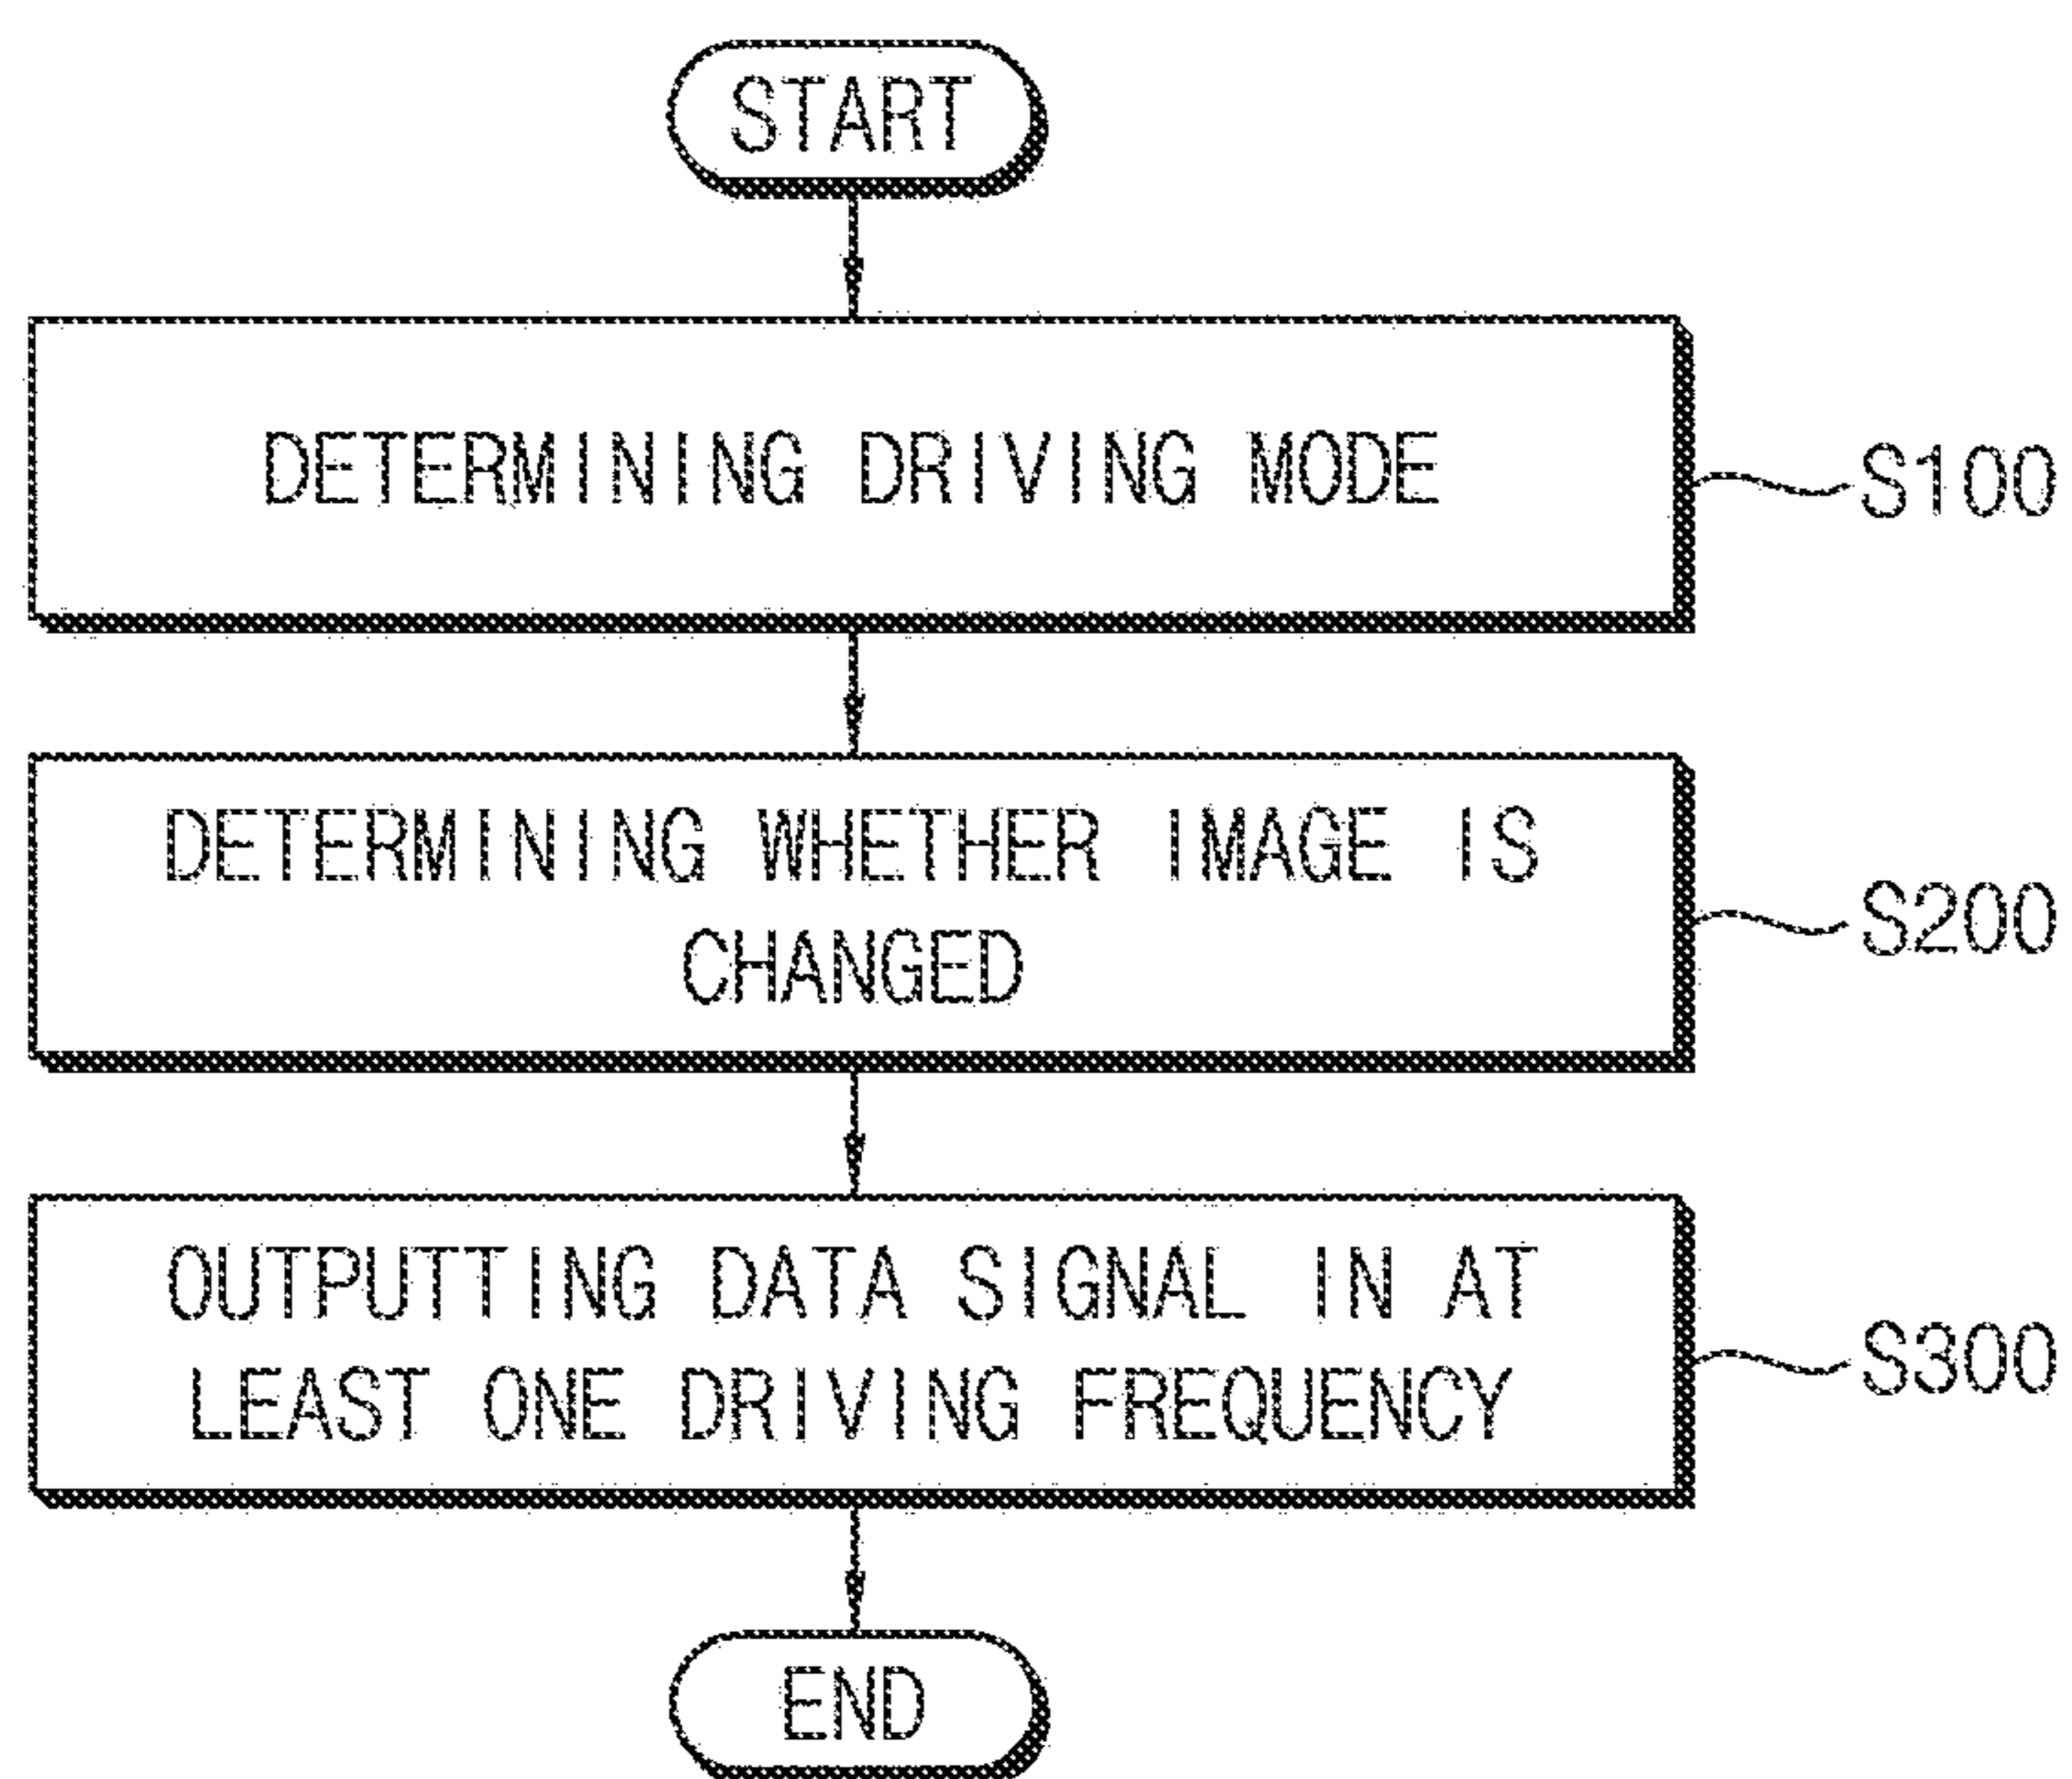 START
DETERMINING DRIVING MODE
S100
DETERMINING WHETHER IMAGE IS
CHANGED
S200
OUTPUTTING DATA SIGNAL IN AT
LEAST ONE DRIVING FREQUENCY
S300
END